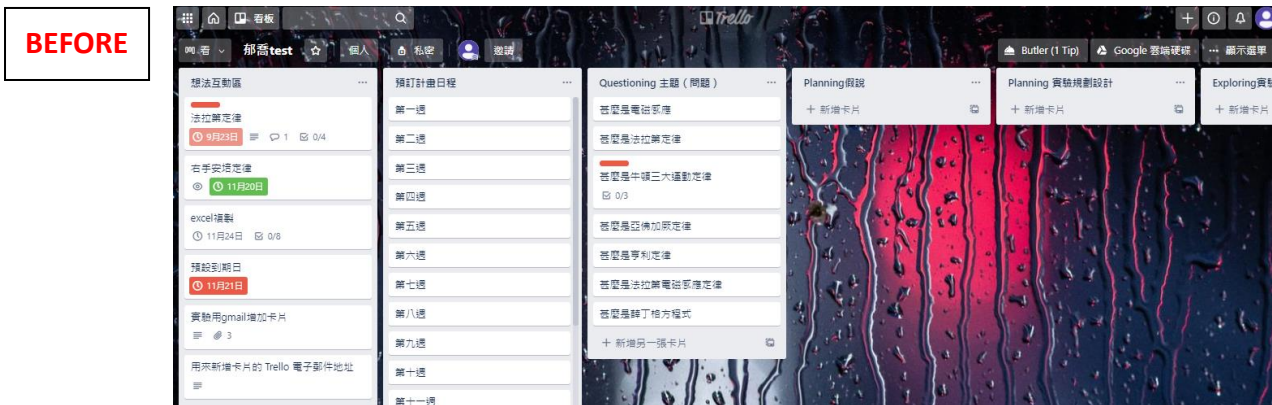 BEFORE
看板
Trello
看
郁喬test
個人
私密
邀請
Butler (1 Tip)
Google 雲端硬碟
顯示選單
想法互動區
法拉第定律
9月23日
1
0/4
右手安培定律
11月20日
excel複製
11月24日
0/8
預設到期日
11月21日
實驗用gmail增加卡片
3
用來新增卡片的 Trello 電子郵件地址
預訂計畫日程
第一週
第二週
第三週
第四週
第五週
第六週
第七週
第八週
第九週
第十週
第十一週
Questioning 主題（問題）
甚麼是電磁感應
甚麼是法拉第定律
甚麼是牛頓三大運動定律
0/3
甚麼是亞佛加厥定律
甚麼是亨利定律
甚麼是法拉第電磁感應定律
甚麼是薛丁格方程式
+ 新增另一張卡片
Planning假說
+ 新增卡片
Planning 實驗規劃設計
+ 新增卡片
Exploring實驗
+ 新增卡片